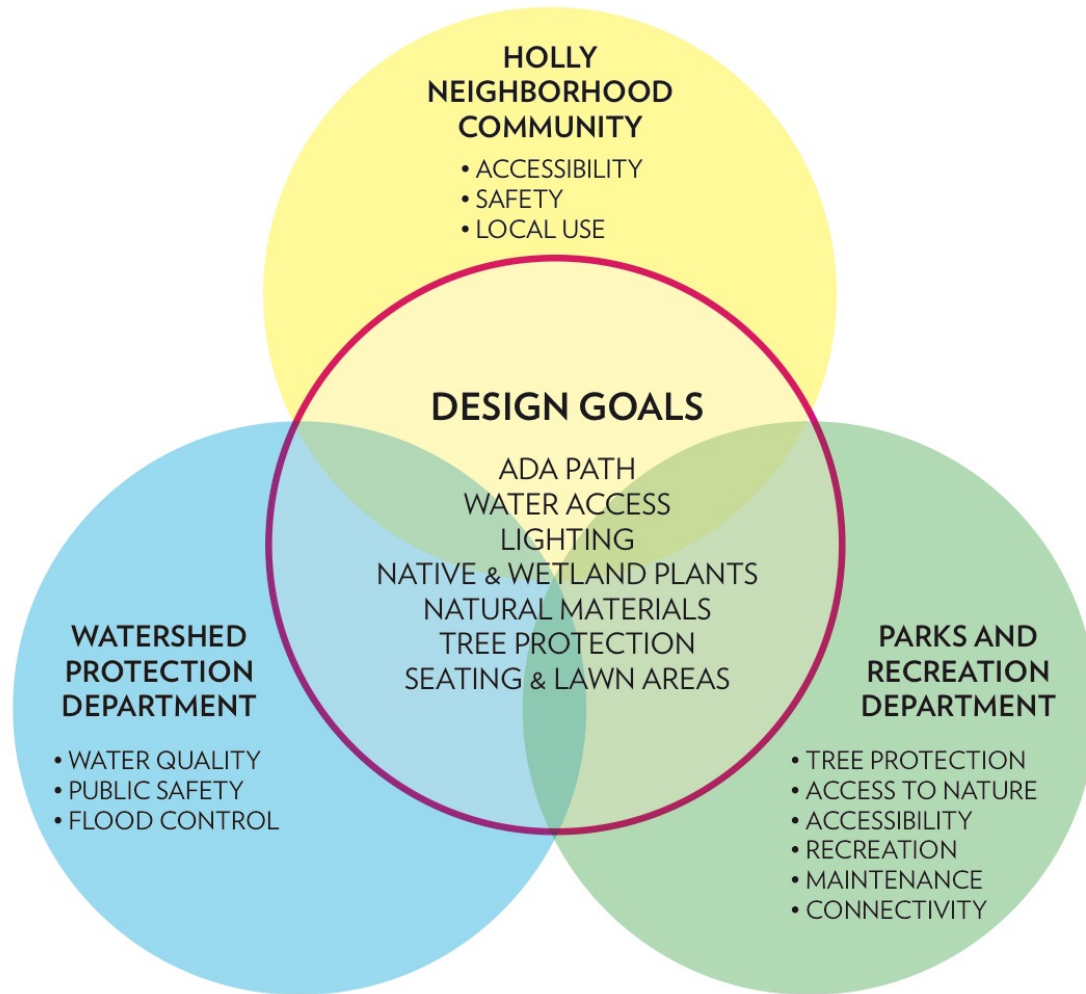 HOLLY
NEIGHBORHOOD
COMMUNITY
• ACCESSIBILITY
• SAFETY
• LOCAL USE
DESIGN GOALS
ADA PATH
WATER ACCESS
LIGHTING
NATIVE & WETLAND PLANTS
NATURAL MATERIALS
TREE PROTECTION
SEATING & LAWN AREAS
WATERSHED
PROTECTION
DEPARTMENT
• WATER QUALITY
• PUBLIC SAFETY
• FLOOD CONTROL
PARKS AND
RECREATION
DEPARTMENT
• TREE PROTECTION
• ACCESS TO NATURE
• ACCESSIBILITY
• RECREATION
• MAINTENANCE
• CONNECTIVITY